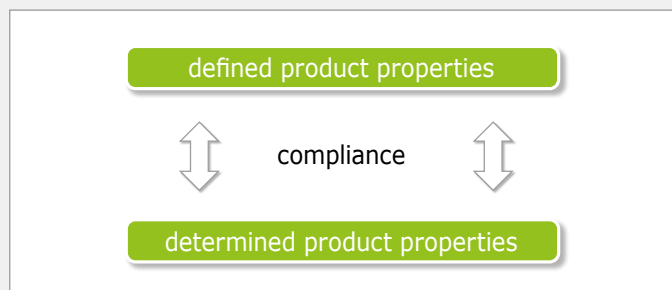 defined product properties
compliance
determined product properties